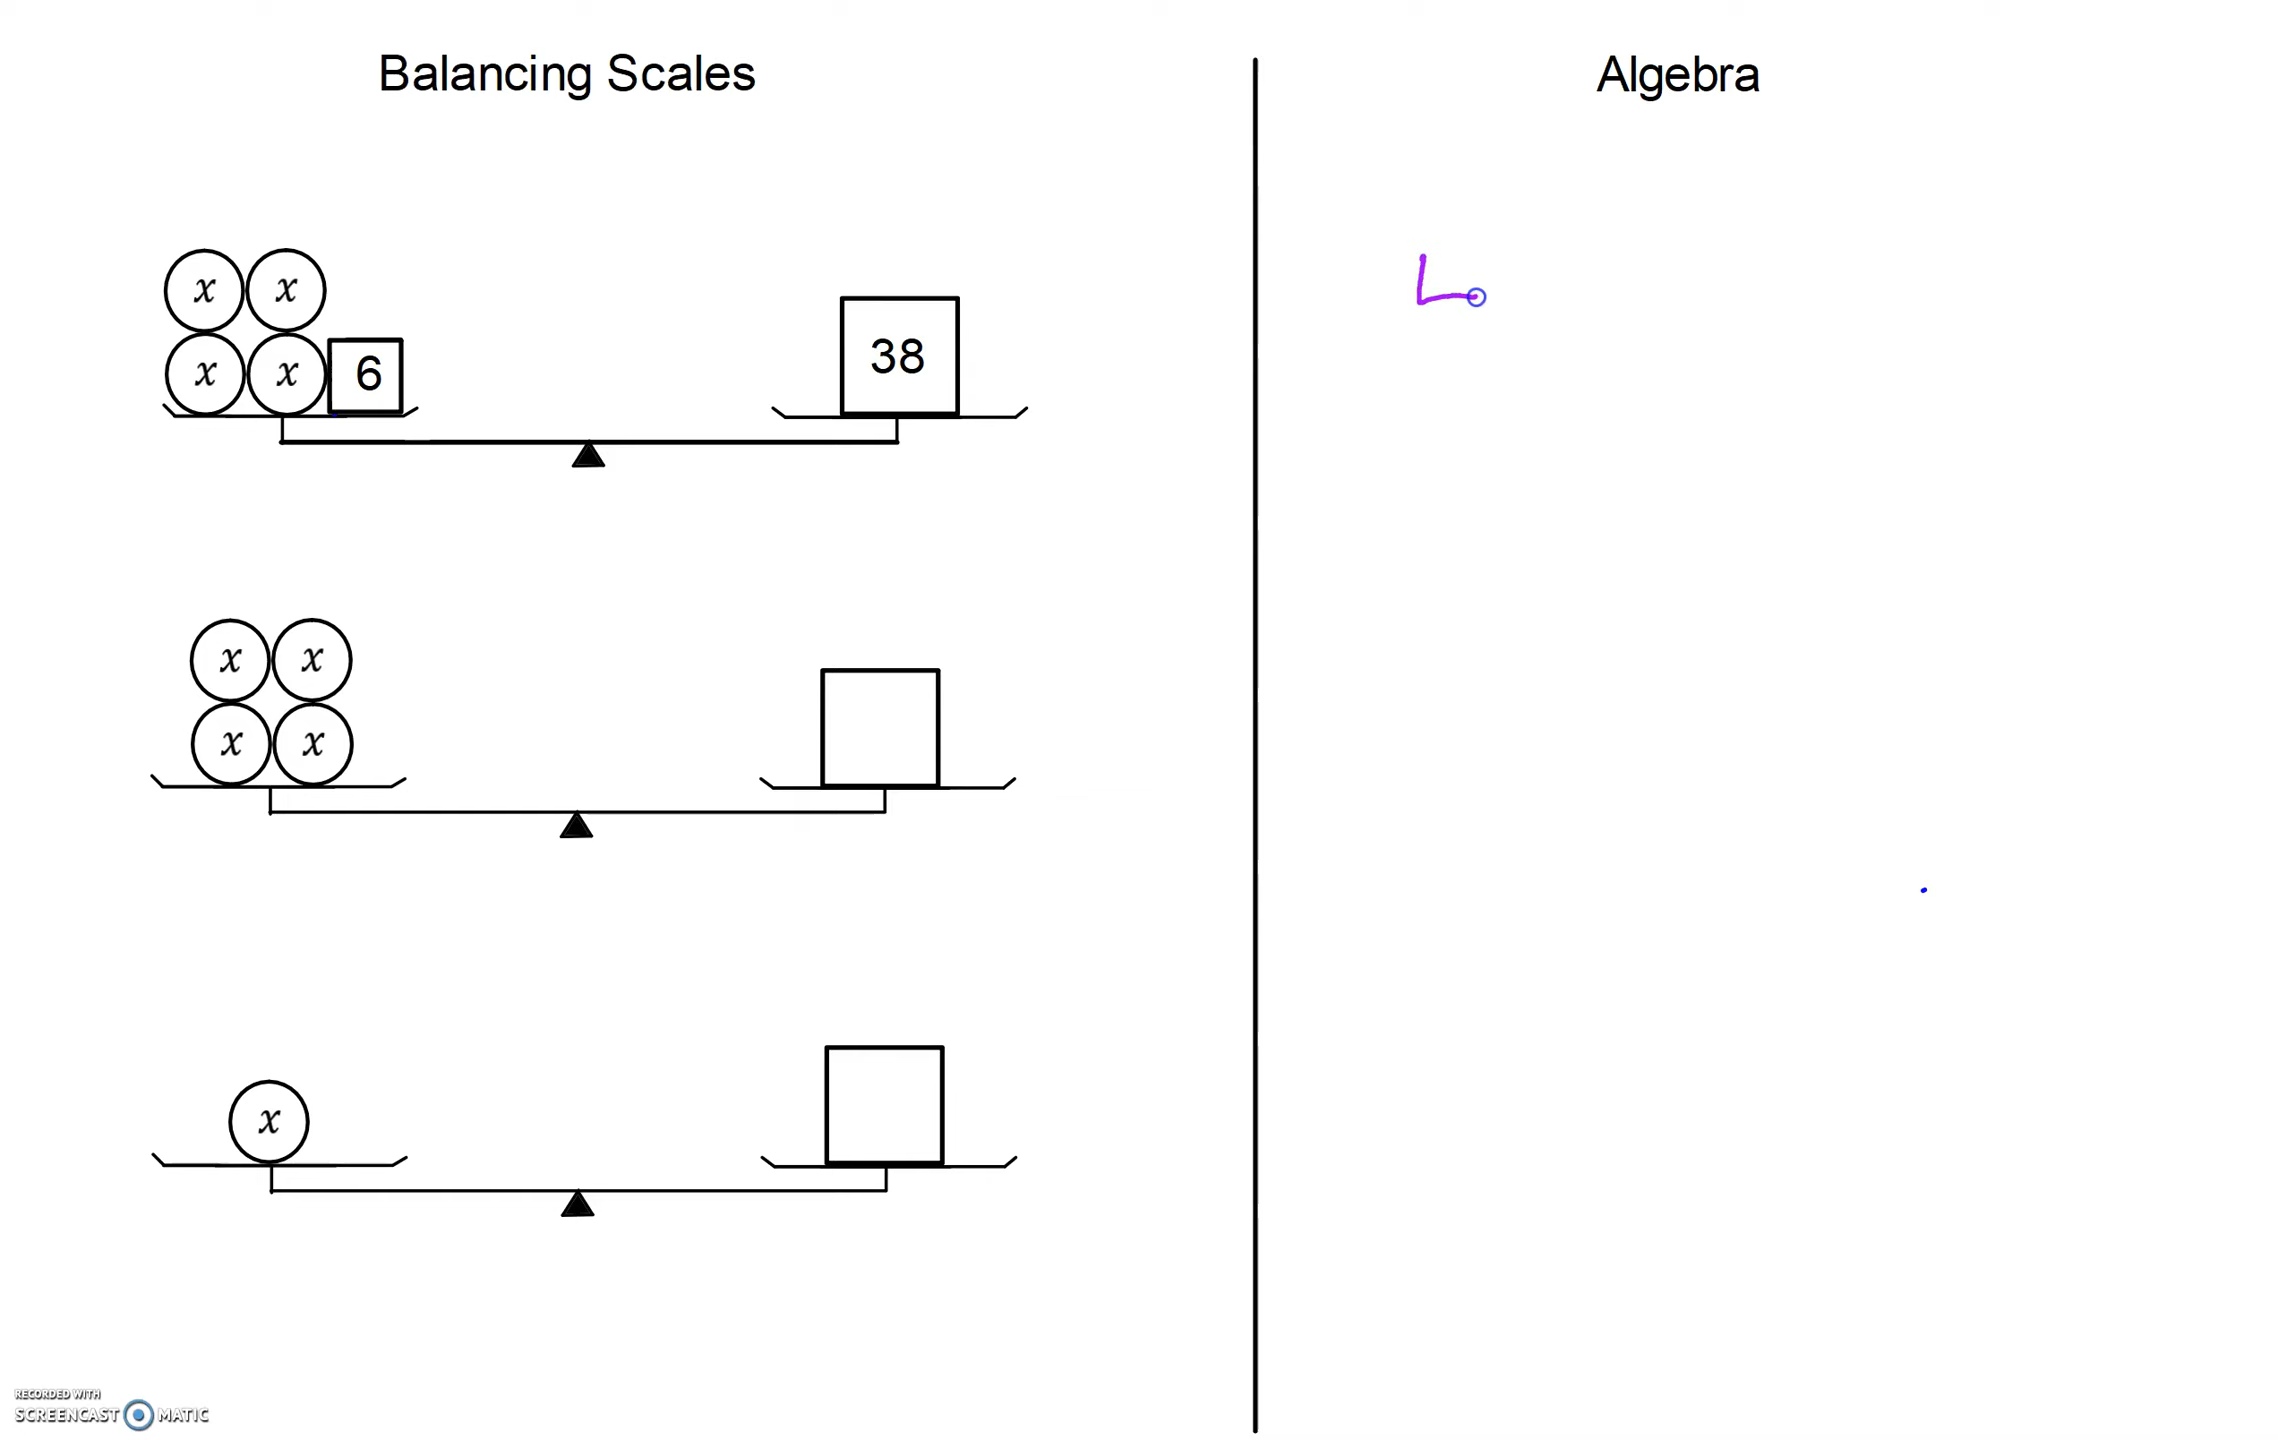 Balancing Scales
Algebra
x x
x x 6
38
x x
x x
x
RECORDED WITH
SCREENCAST MATIC